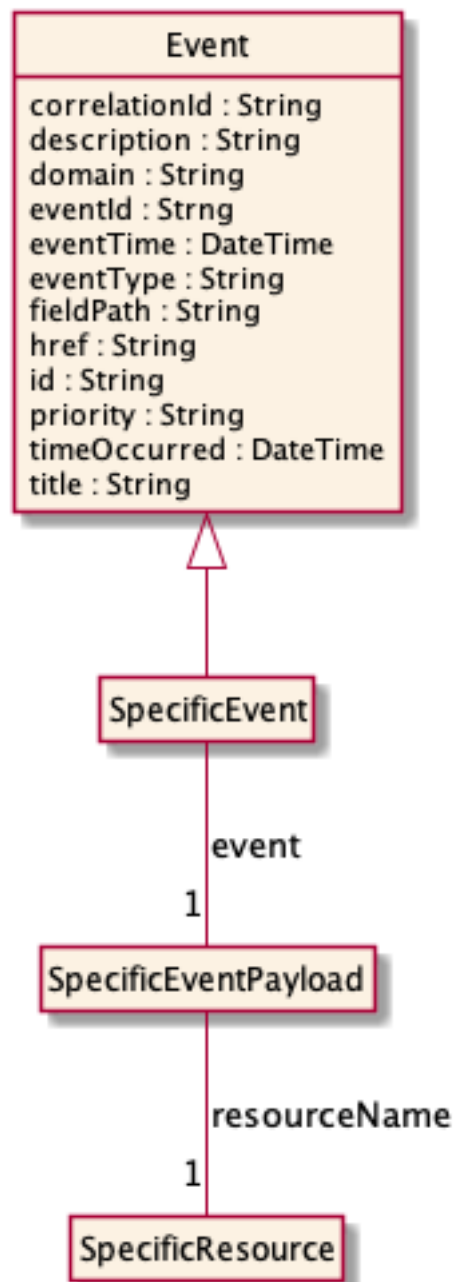 Event
correlationId : String
description : String
domain : String
eventId : Strng
eventTime : DateTime
eventType : String
fieldPath : String
href : String
id : String
priority : String
timeOccurred : DateTime
title : String
SpecificEvent
event
1
SpecificEventPayload
resourceName
1
SpecificResource